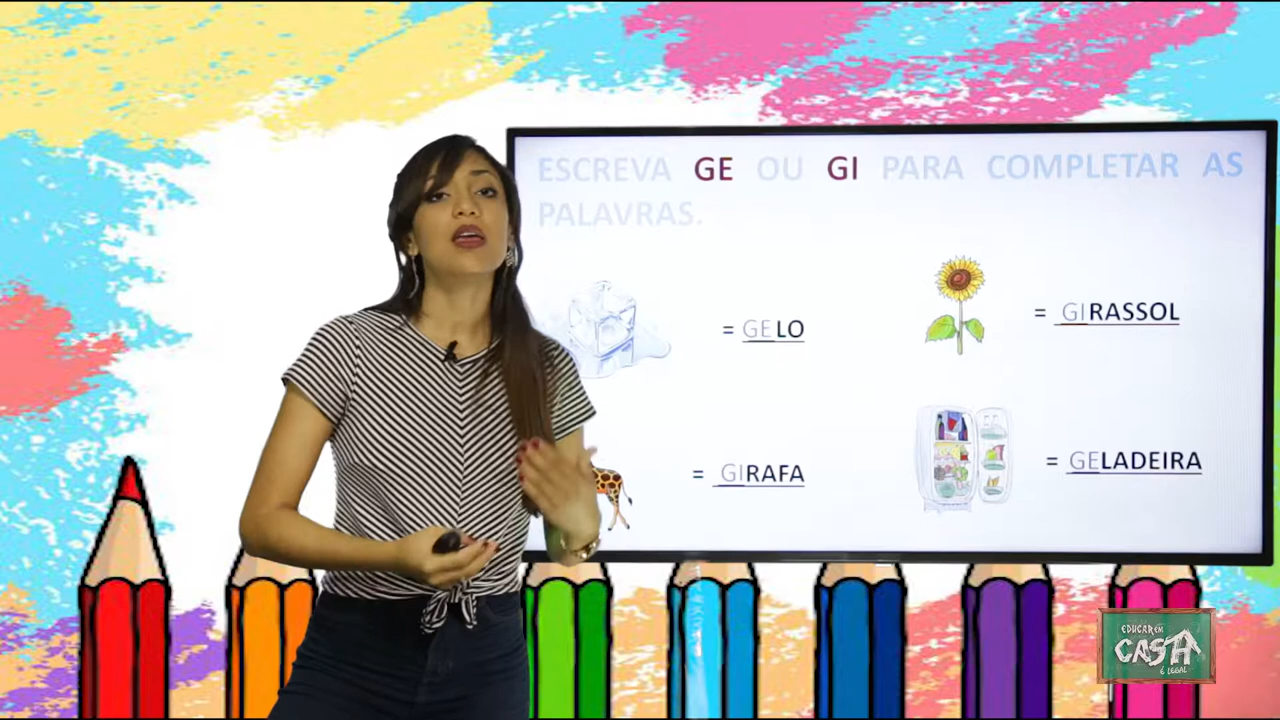 ESCREVA GE OU GI PARA COMPLETAR AS
PALAVRAS.
= GELO
= GIRASSOL
= GIRAFA
= GELADEIRA
EDUCAR EM
CASA
É LEGAL